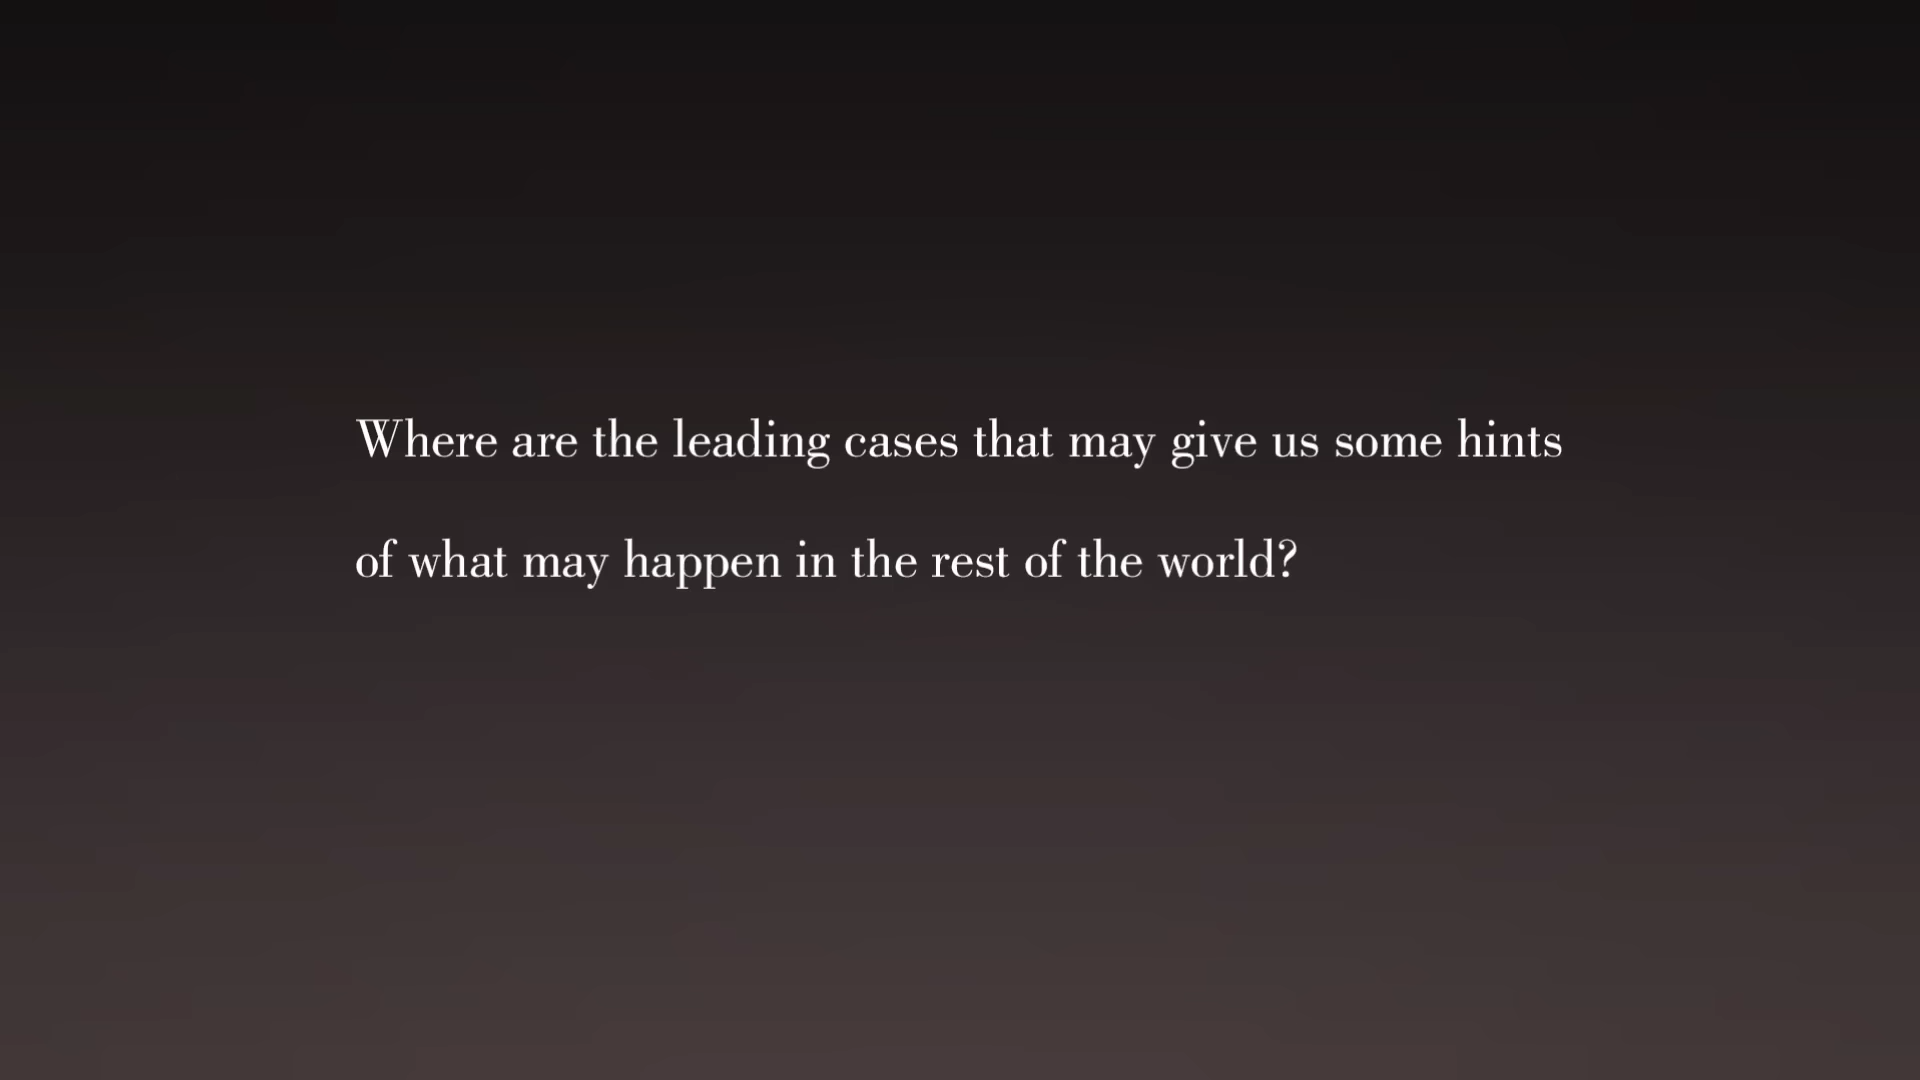 Where are the leading cases that may give us some hints
of what may happen in the rest of the world?